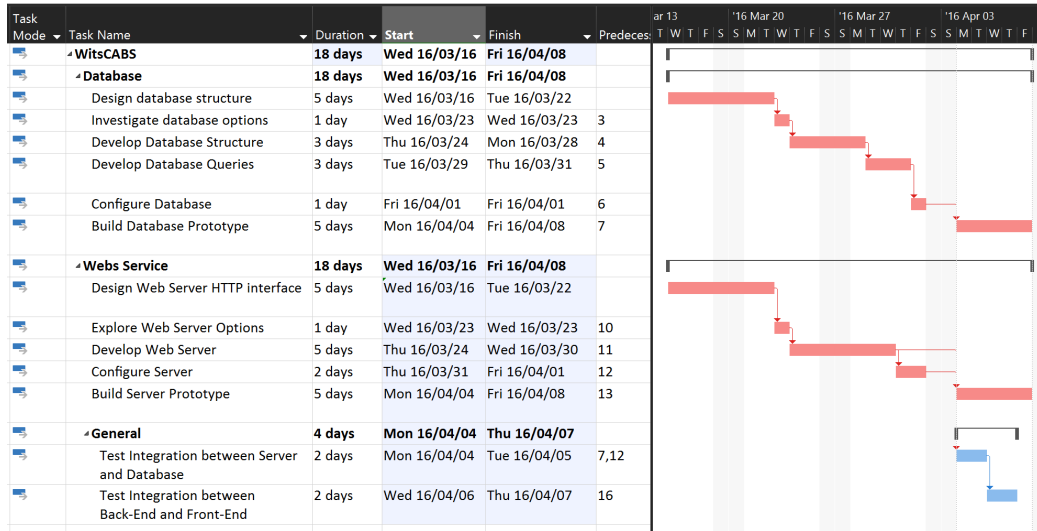 Task Mode Task Name Duration Start Finish Predeces
ar 13 '16 Mar 20 '16 Mar 27 '16 Apr 03
T W T F S S M T W T F S S M T W T F S S M T W T F
WitsCABS 18 days Wed 16/03/16 Fri 16/04/08
Database 18 days Wed 16/03/16 Fri 16/04/08
Design database structure 5 days Wed 16/03/16 Tue 16/03/22
Investigate database options 1 day Wed 16/03/23 Wed 16/03/23 3
Develop Database Structure 3 days Thu 16/03/24 Mon 16/03/28 4
Develop Database Queries 3 days Tue 16/03/29 Thu 16/03/31 5
Configure Database 1 day Fri 16/04/01 Fri 16/04/01 6
Build Database Prototype 5 days Mon 16/04/04 Fri 16/04/08 7
Webs Service 18 days Wed 16/03/16 Fri 16/04/08
Design Web Server HTTP interface 5 days Wed 16/03/16 Tue 16/03/22
Explore Web Server Options 1 day Wed 16/03/23 Wed 16/03/23 10
Develop Web Server 5 days Thu 16/03/24 Wed 16/03/30 11
Configure Server 2 days Thu 16/03/31 Fri 16/04/01 12
Build Server Prototype 5 days Mon 16/04/04 Fri 16/04/08 13
General 4 days Mon 16/04/04 Thu 16/04/07
Test Integration between Server 2 days Mon 16/04/04 Tue 16/04/05 7,12
and Database
Test Integration between 2 days Wed 16/04/06 Thu 16/04/07 16
Back-End and Front-End